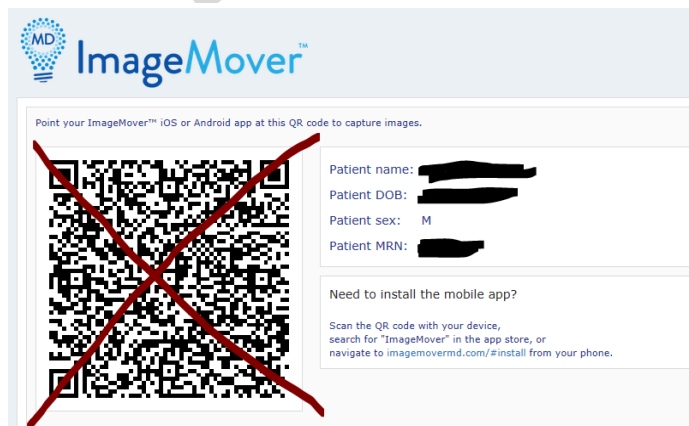 MD
ImageMover™
Point your ImageMover™ iOS or Android app at this QR code to capture images.
Patient name:
Patient DOB:
Patient sex: M
Patient MRN:
Need to install the mobile app?
Scan the QR code with your device,
search for "ImageMover" in the app store, or
navigate to imagemovermd.com/#install from your phone.